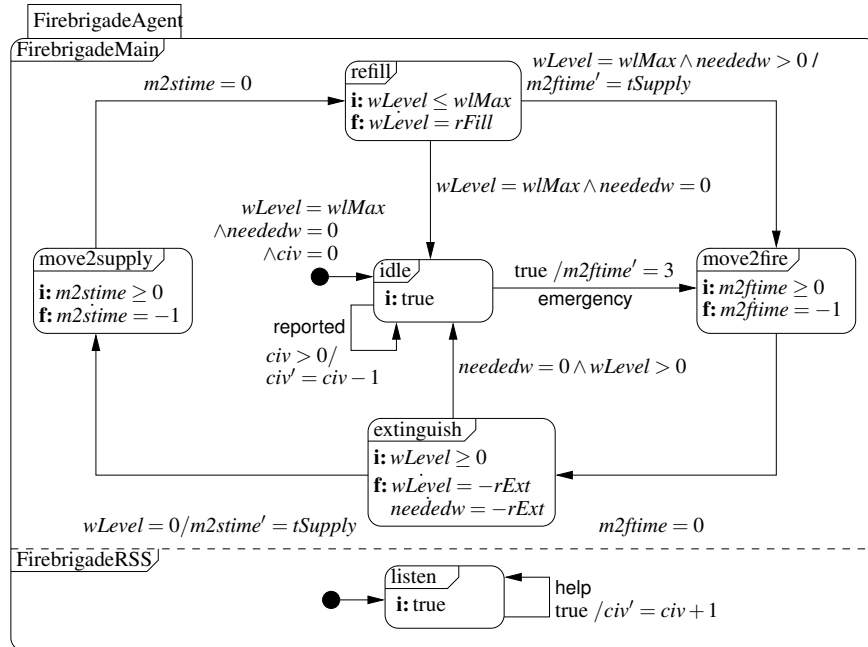 FirebrigadeAgent
FirebrigadeMain
refill
i: wLevel ≤ wlMax
f: ẇLevel = rFill
m2stime = 0
wLevel = wlMax ∧ neededw > 0 /
m2ftime′ = tSupply
wLevel = wlMax ∧ neededw = 0
wLevel = wlMax
∧neededw = 0
∧civ = 0
move2supply
i: m2stime ≥ 0
f: m2stime = −1
idle
i: true
true /m2ftime′ = 3
emergency
move2fire
i: m2ftime ≥ 0
f: m2ftime = −1
reported
civ > 0/
civ′ = civ − 1
neededw = 0 ∧ wLevel > 0
extinguish
i: wLevel ≥ 0
f: wLevel = −rExt
neededw = −rExt
wLevel = 0/m2stime′ = tSupply
m2ftime = 0
FirebrigadeRSS
listen
i: true
help
true /civ′ = civ + 1